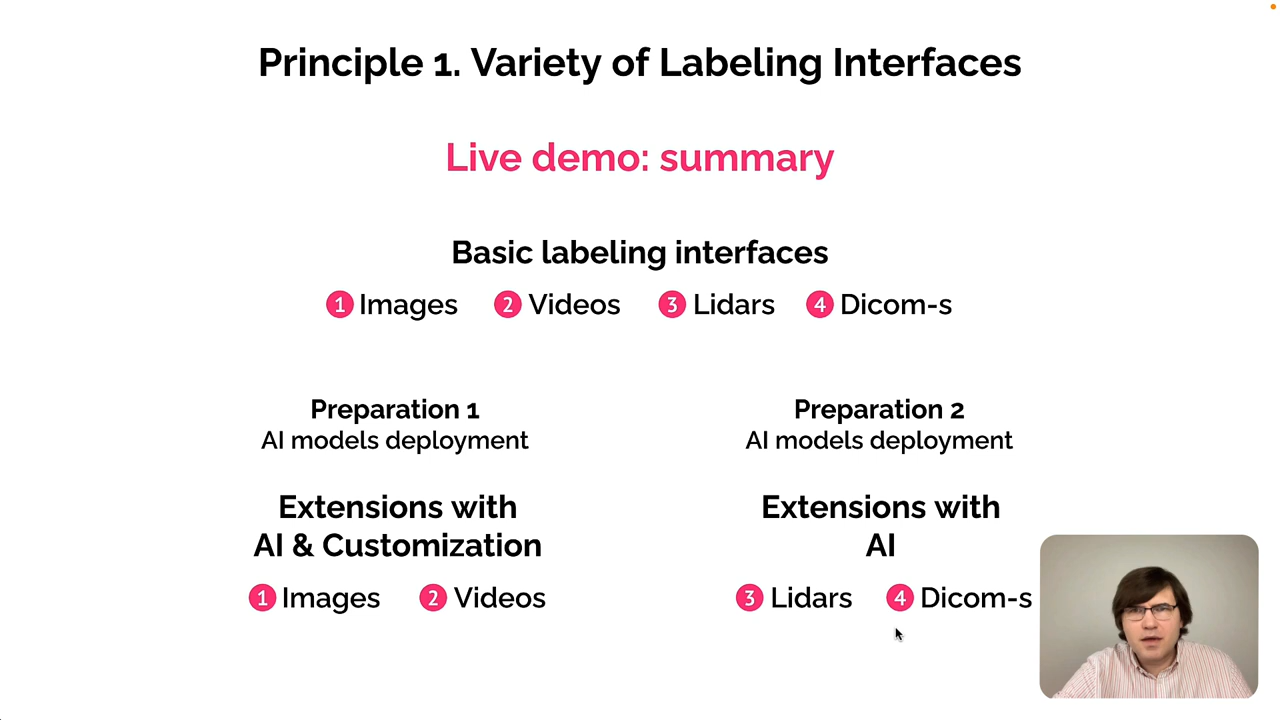 Principle 1. Variety of Labeling Interfaces
Live demo: summary
Basic labeling interfaces
1 Images 2 Videos 3 Lidars 4 Dicom-s
Preparation 1
AI models deployment
Extensions with
AI & Customization
1 Images 2 Videos
Preparation 2
AI models deployment
Extensions with
AI
3 Lidars 4 Dicom-s